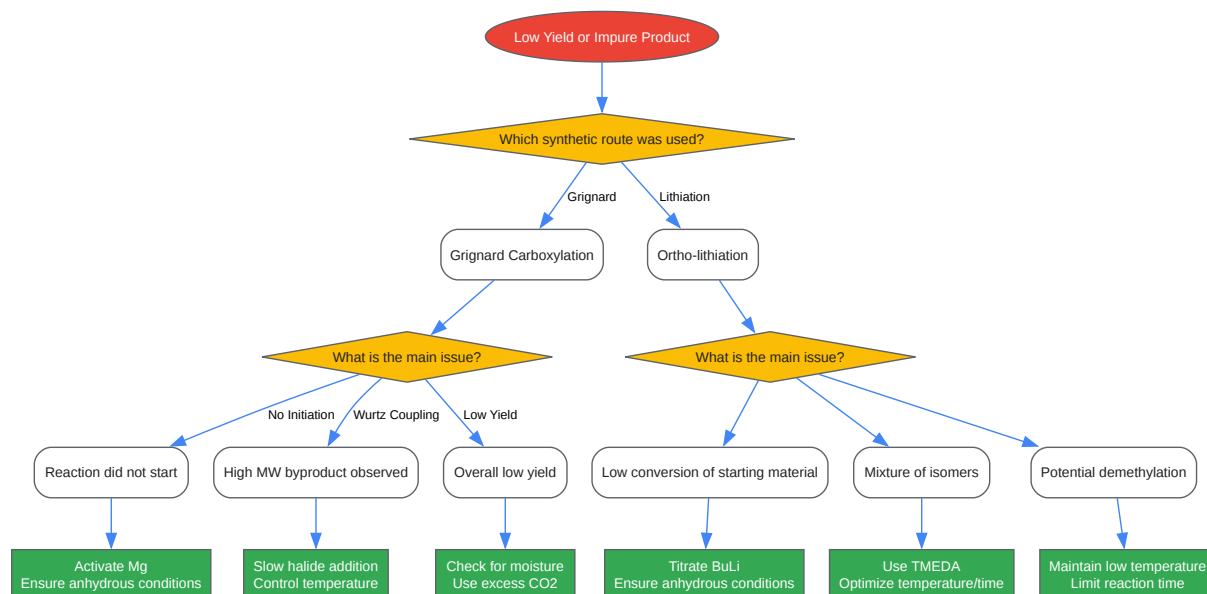 Low Yield or Impure Product
Which synthetic route was used?
Grignard
Lithiation
Grignard Carboxylation
Ortho-lithiation
What is the main issue?
What is the main issue?
No Initiation
Wurtz Coupling
Low Yield
Reaction did not start
High MW byproduct observed
Overall low yield
Low conversion of starting material
Mixture of isomers
Potential demethylation
Activate Mg
Ensure anhydrous conditions
Slow halide addition
Control temperature
Check for moisture
Use excess CO2
Titrate BuLi
Ensure anhydrous conditions
Use TMEDA
Optimize temperature/time
Maintain low temperature
Limit reaction time